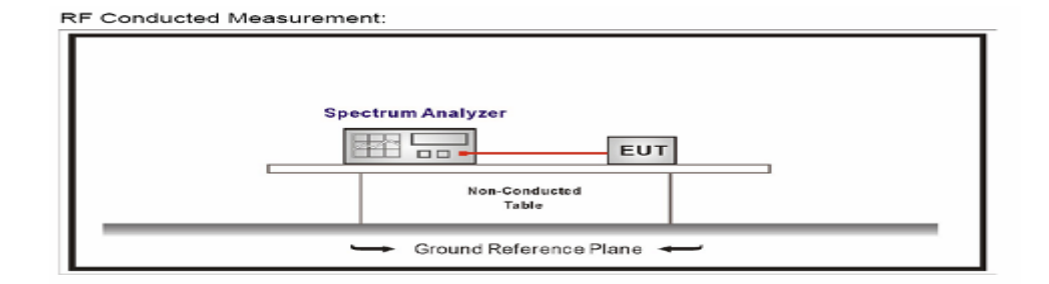 RF Conducted Measurement:
Spectrum Analyzer
EUT
Non-Conducted
Table
Ground Reference Plane